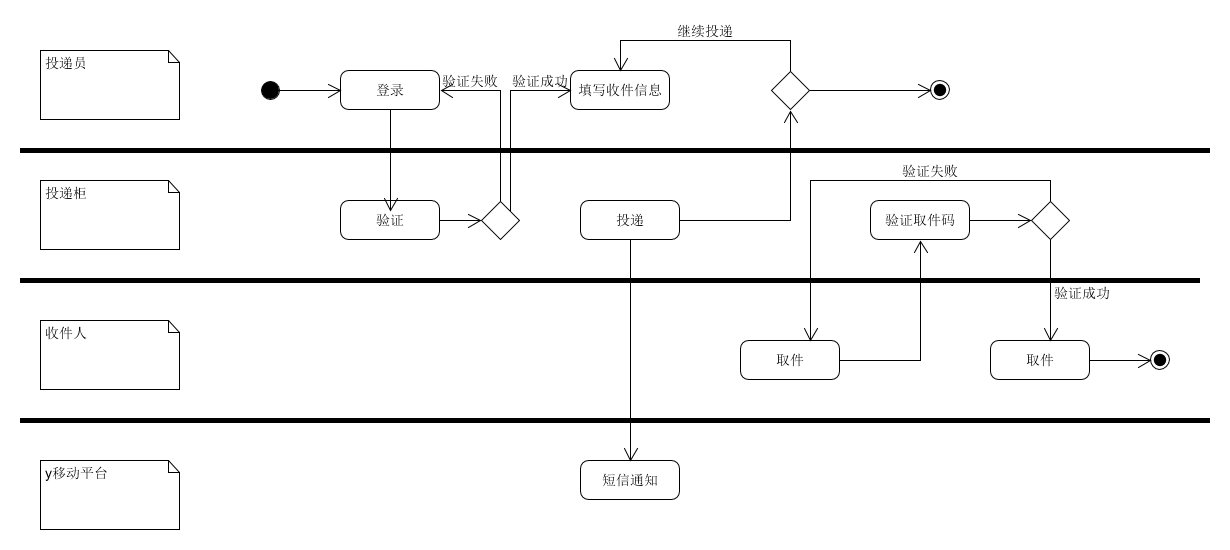 继续投递
投递员
登录
验证失败
验证成功
填写收件信息
投递柜
验证
投递
验证失败
验证取件码
收件人
验证成功
取件
取件
y移动平台
短信通知